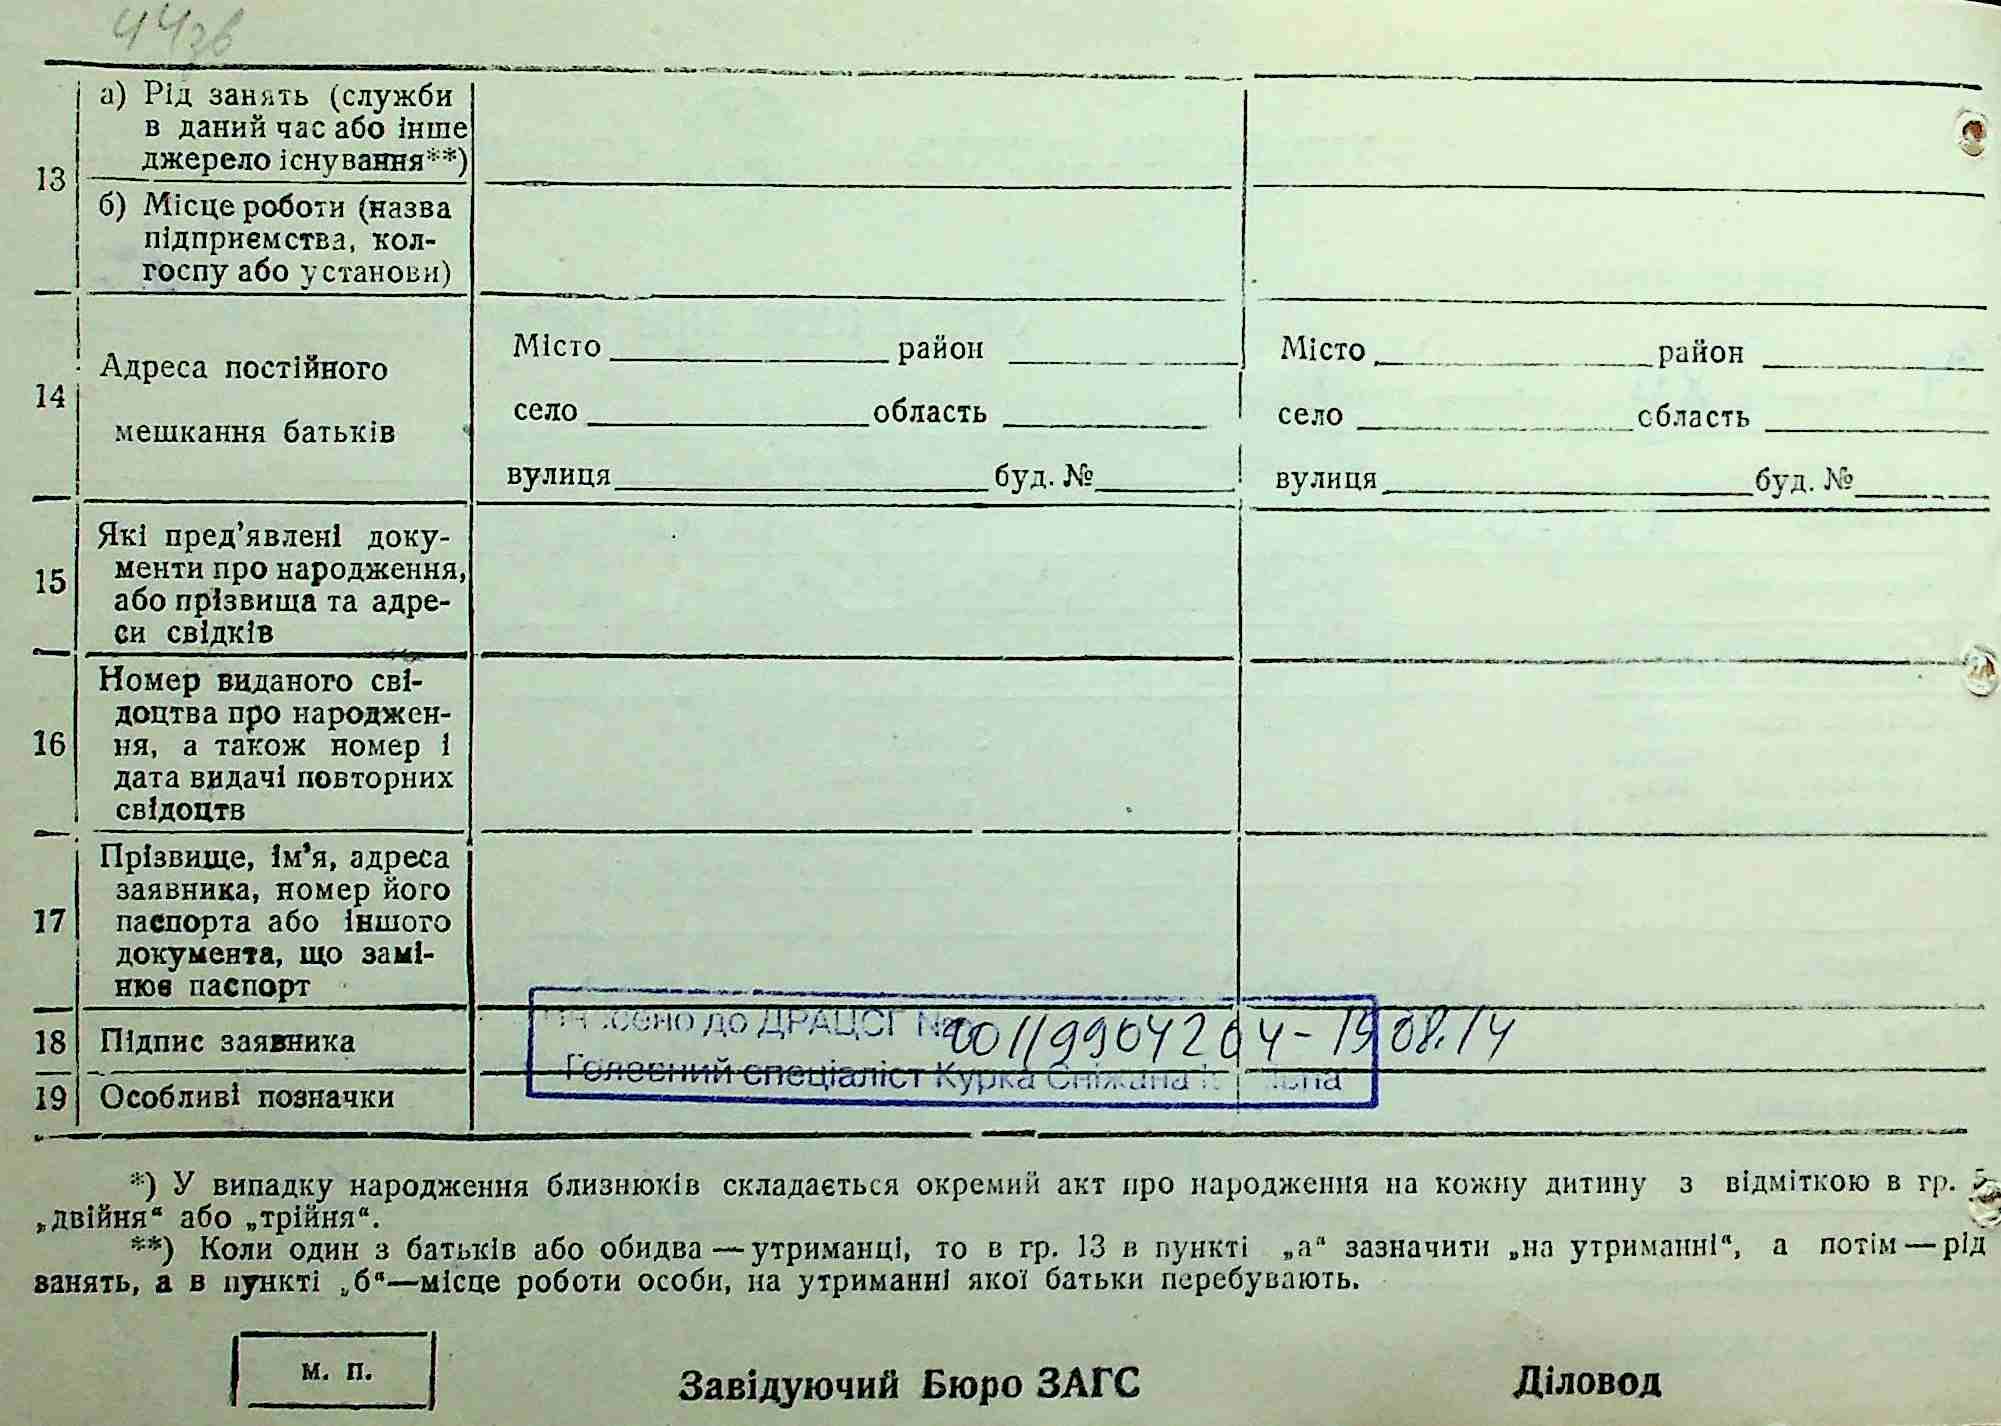 44зв
13
а) Рід занять (служби
в даний час або інше
джерело існування**)
б) Місце роботи (назва
підприємства, кол-
госпу або установи)
14
Адреса постійного
мешкання батьків
Місто район
село область
вулиця буд. №
Місто район
село область
вулиця буд. №
15
Які пред’явлені доку-
менти про народження,
або прізвища та адре-
си свідків
16
Номер виданого сві-
доцтва про народжен-
ня, а також номер і
дата видачі повторних
свідоцтв
17
Прізвище, ім’я, адреса
заявника, номер його
паспорта або іншого
документа, що замі-
нює паспорт
18 Підпис заявника
до ДРАЦСГ № 00119904204 - 19.08.14
Головний спеціаліст Курка Сніжана
19 Особливі позначки
*) У випадку народження близнюків складається окремий акт про народження на кожну дитину з відміткою в гр. 5
„двійня“ або „трійня“.
**) Коли один з батьків або обидва — утриманці, то в гр. 13 в пункті „а“ зазначити „на утриманні“, а потім — рід
занять, а в пункті „б“—місце роботи особи, на утриманні якої батьки перебувають.
м. п.
Завідуючий Бюро ЗАГС
Діловод